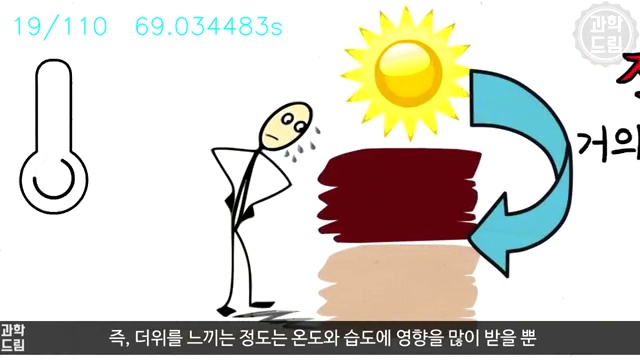 19/110 69.034483s
과학
드림
거의
과학
드림
즉, 더위를 느끼는 정도는 온도와 습도에 영향을 많이 받을 뿐